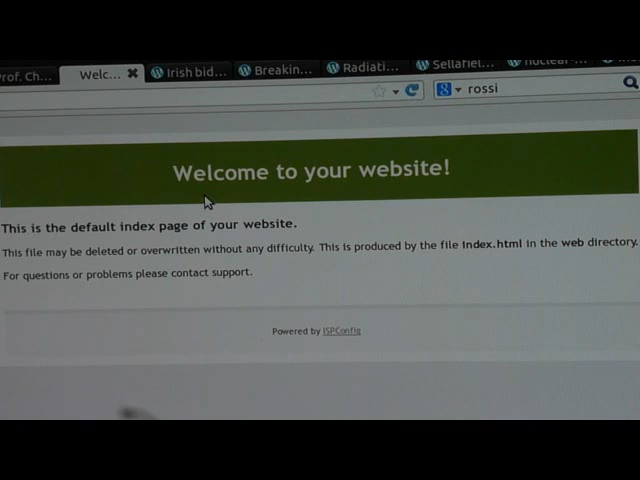 Prof. Ch...
Welc...
Irish bid...
Breakin...
Radiati...
Sellafiel...
nuclear-...
rossi
Welcome to your website!
This is the default index page of your website.
This file may be deleted or overwritten without any difficulty. This is produced by the file index.html in the web directory.
For questions or problems please contact support.
Powered by ISPConfig